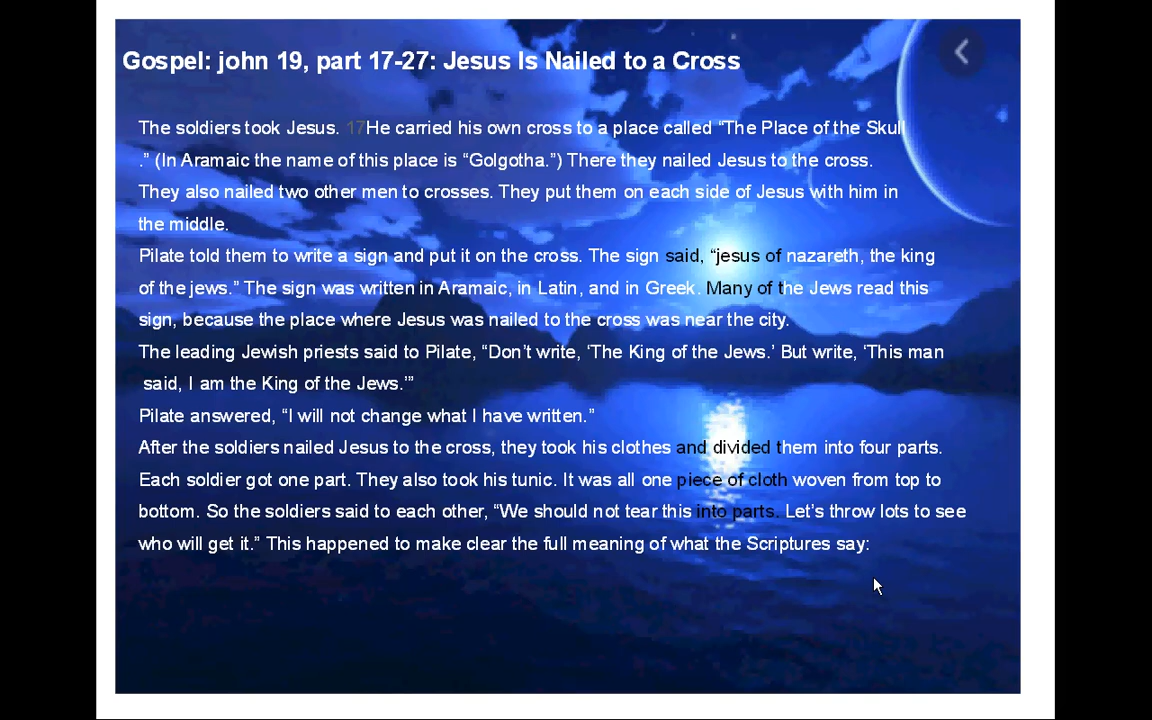 Gospel: john 19, part 17-27: Jesus Is Nailed to a Cross
The soldiers took Jesus. 17He carried his own cross to a place called “The Place of the Skull
.” (In Aramaic the name of this place is “Golgotha.”) There they nailed Jesus to the cross.
They also nailed two other men to crosses. They put them on each side of Jesus with him in
the middle.
Pilate told them to write a sign and put it on the cross. The sign said, “jesus of nazareth, the king
of the jews.” The sign was written in Aramaic, in Latin, and in Greek. Many of the Jews read this
sign, because the place where Jesus was nailed to the cross was near the city.
The leading Jewish priests said to Pilate, “Don’t write, ‘The King of the Jews.’ But write, ‘This man
said, I am the King of the Jews.’”
Pilate answered, “I will not change what I have written.”
After the soldiers nailed Jesus to the cross, they took his clothes and divided them into four parts.
Each soldier got one part. They also took his tunic. It was all one piece of cloth woven from top to
bottom. So the soldiers said to each other, “We should not tear this into parts. Let’s throw lots to see
who will get it.” This happened to make clear the full meaning of what the Scriptures say: